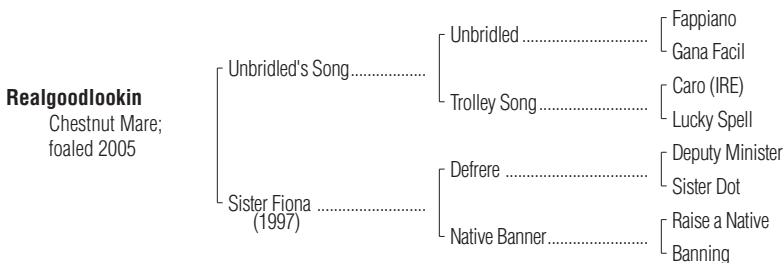 Realgoodlookin
Chestnut Mare;
foaled 2005
Unbridled's Song..................
Sister Fiona ..........................
(1997)
Unbridled ..............................
Trolley Song..........................
Defrere ..................................
Native Banner........................
Fappiano
Gana Facil
Caro (IRE)
Lucky Spell
Deputy Minister
Sister Dot
Raise a Native
Banning